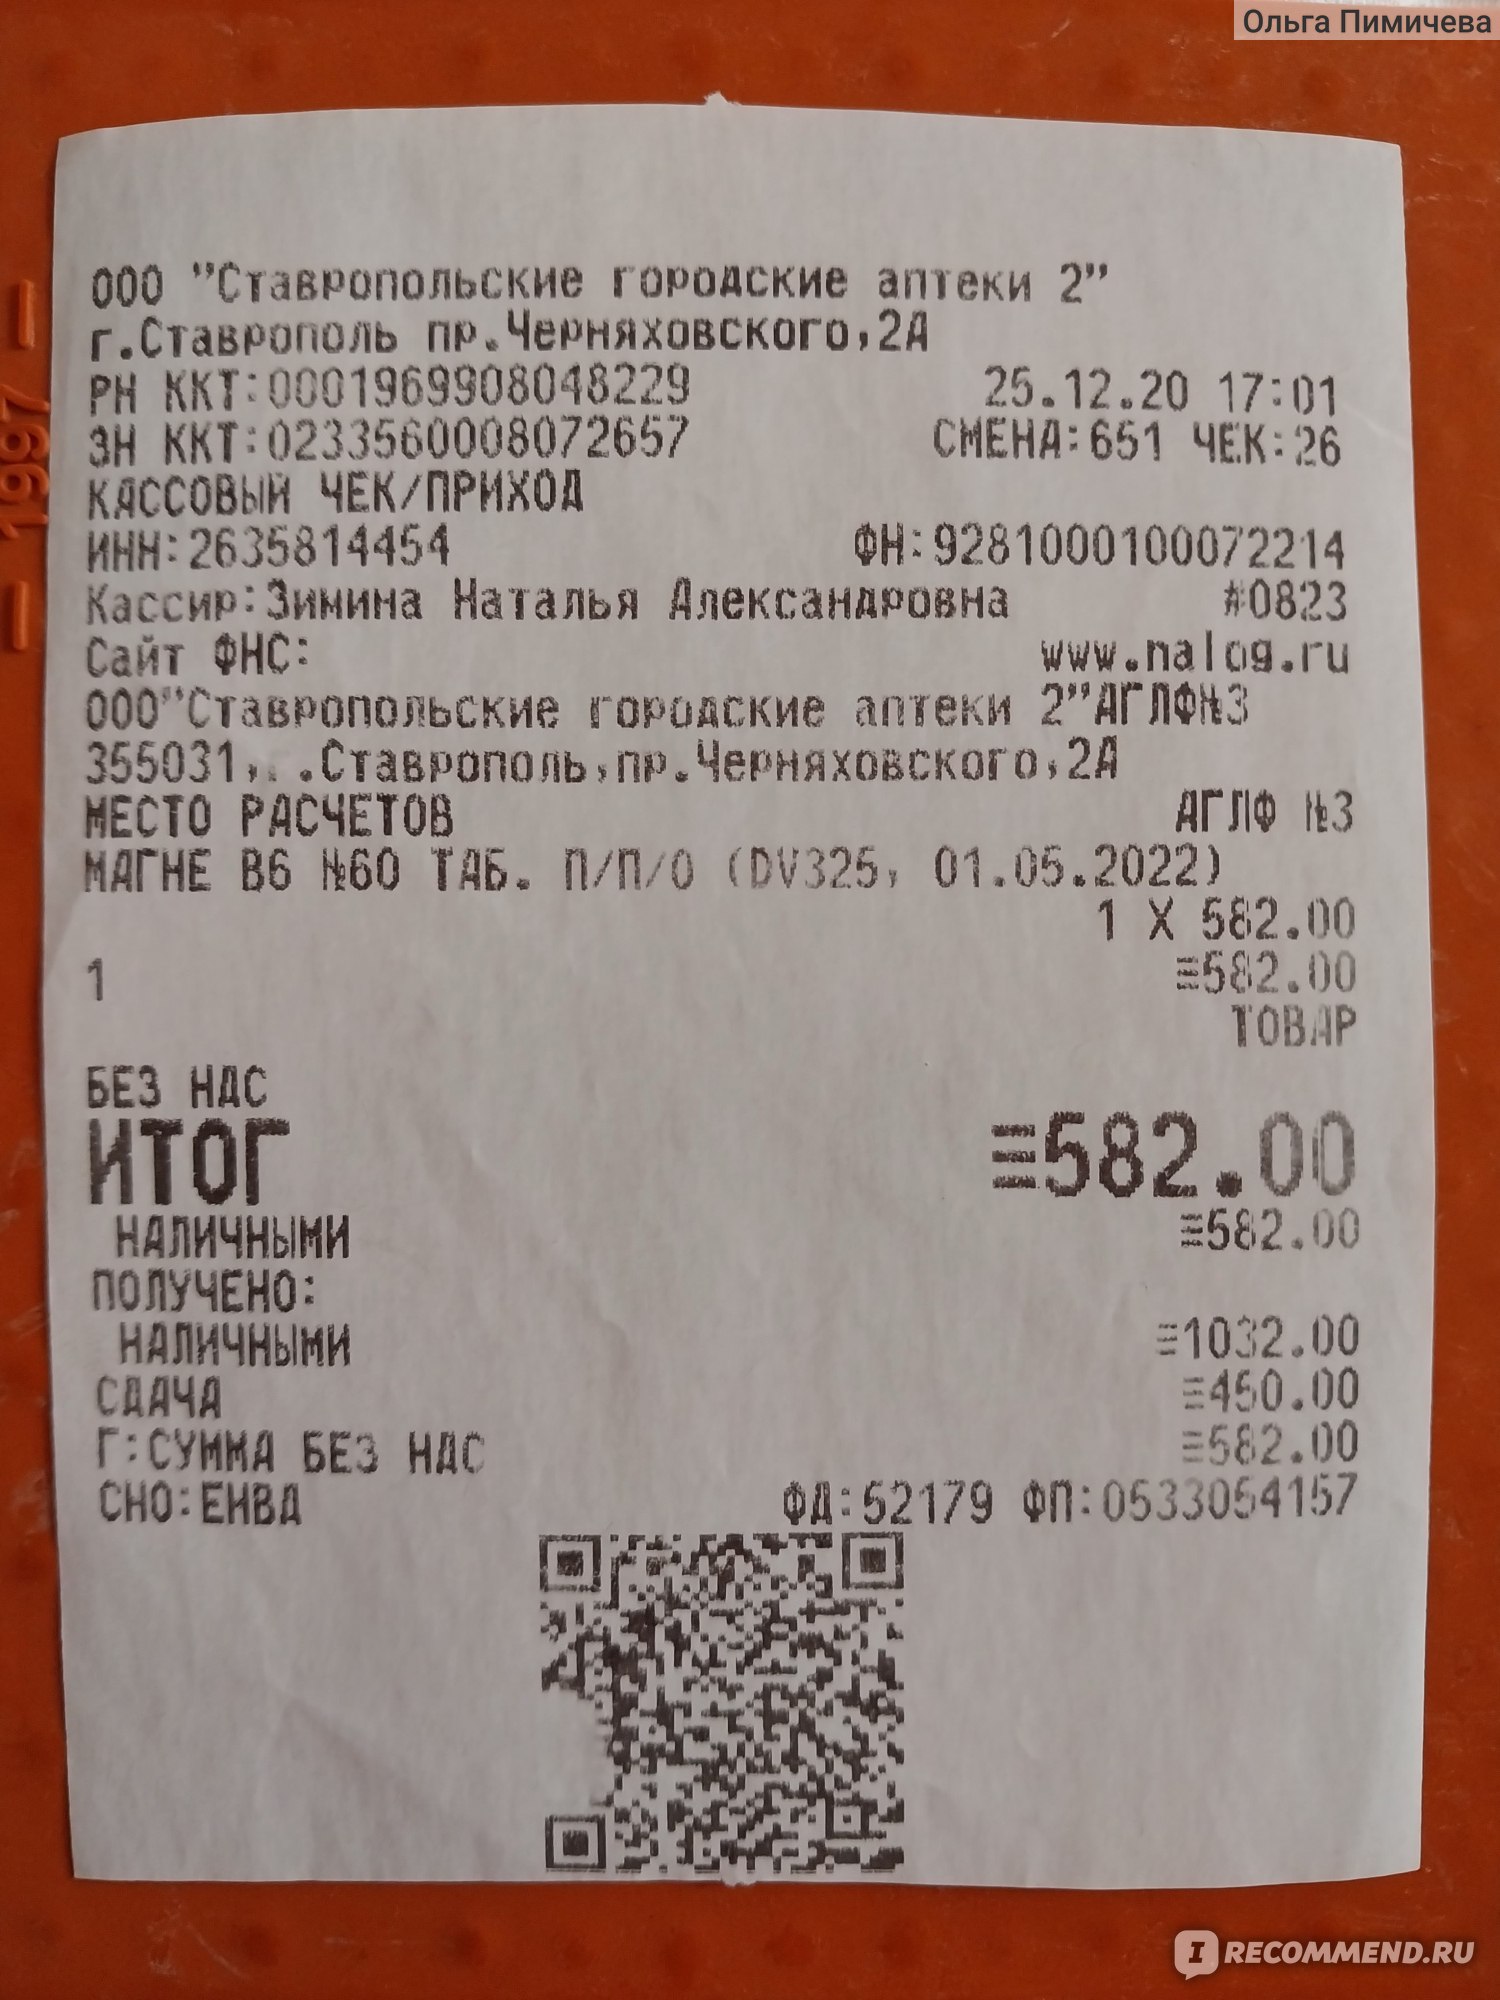 Ольга Пимичева
ООО "Ставропольские городские аптеки 2"
г.Ставрополь пр.Черняховского,2А
РН ККТ:0001969908048229 25.12.20 17:01
ЗН ККТ:0233560008072657 СМЕНА:651 ЧЕК:26
КАССОВЫЙ ЧЕК/ПРИХОД
ИНН:2635814454 ФН:9281000100072214
Кассир:Зимина Наталья Александровна #0823
Сайт ФНС: www.nalog.ru
ООО"Ставропольские городские аптеки 2"АГЛФ№3
355031, .Ставрополь,пр.Черняховского,2А
МЕСТО РАСЧЕТОВ АГЛФ №3
МАГНЕ В6 №60 ТАБ. П/П/О (DV325, 01.05.2022)
1 X 582.00
1 ≡582.00
ТОВАР
БЕЗ НДС
ИТОГ ≡582.00
НАЛИЧНЫМИ ≡582.00
ПОЛУЧЕНО:
НАЛИЧНЫМИ ≡1032.00
СДАЧА ≡450.00
Г:СУММА БЕЗ НДС ≡582.00
СНО:ЕНВД ФД:52179 ФП:0533054157
1997
I RECOMMEND.RU